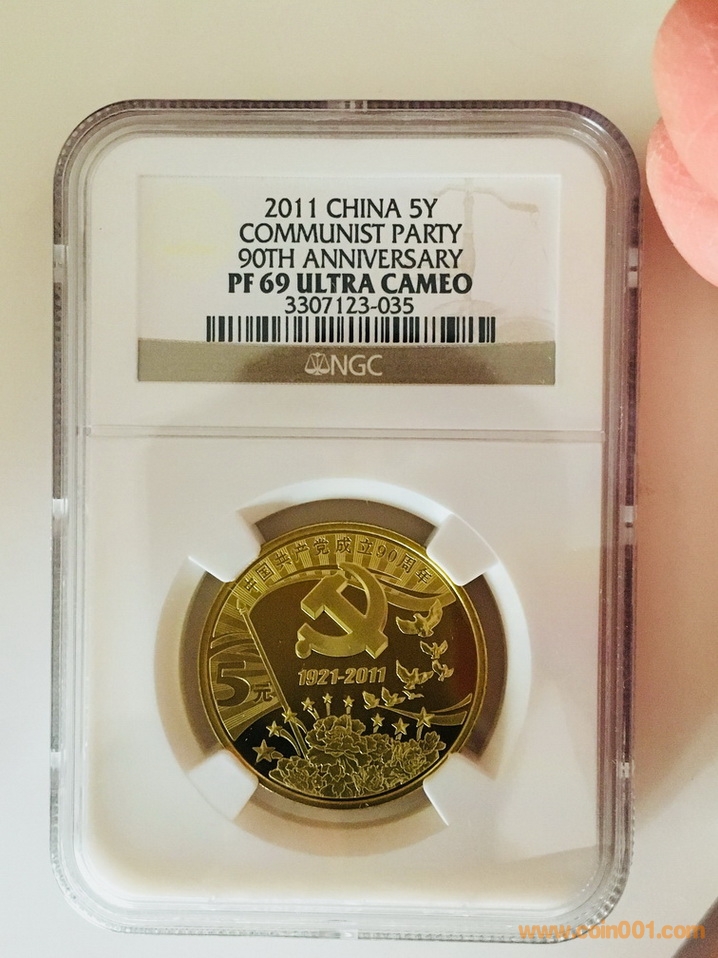 2011 CHINA 5Y
COMMUNIST PARTY
90TH ANNIVERSARY
PF 69 ULTRA CAMEO
3307123-035
NGC
中国共产党成立90周年
1921-2011
5元
www.coin001.com